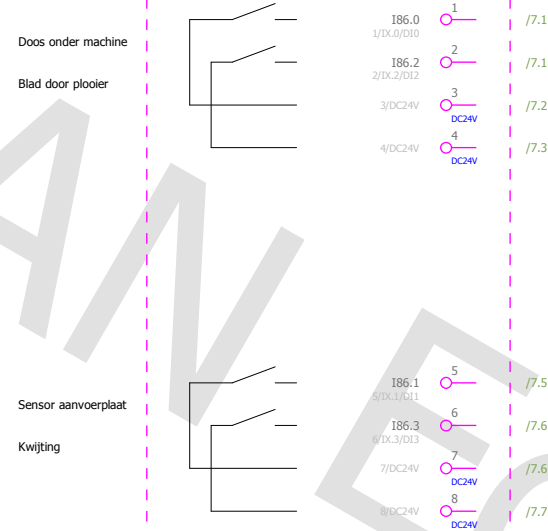 1
I86.0 /7.1
1/IX.0/DI0
Doos onder machine
2
I86.2 /7.1
2/IX.2/DI2
Blad door plooier
3
3/DC24V /7.2
DC24V
4
4/DC24V /7.3
DC24V
5
I86.1 /7.5
5/IX.1/DI1
Sensor aanvoerplaat
6
I86.3 /7.6
6/IX.3/DI3
Kwijting
7
7/DC24V /7.6
DC24V
8
8/DC24V /7.7
DC24V